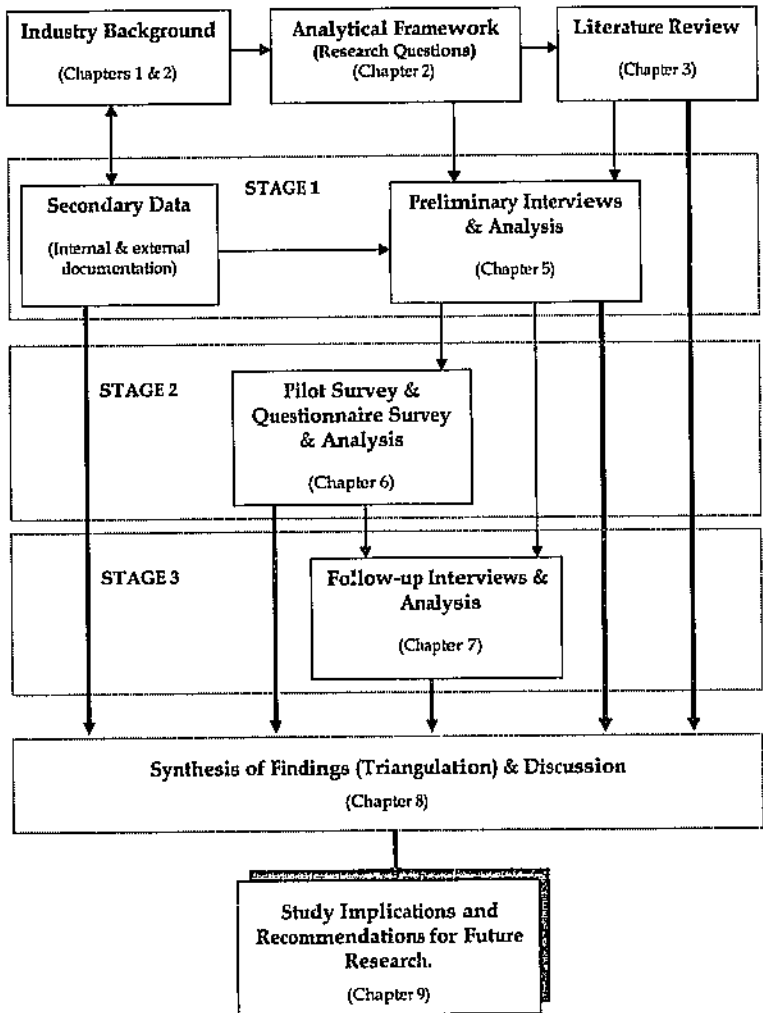 Industry Background
(Chapters 1 & 2)
Analytical Framework
(Research Questions)
(Chapter 2)
Literature Review
(Chapter 3)
STAGE 1
Secondary Data
(Internal & external
documentation)
Preliminary Interviews
& Analysis
(Chapter 5)
STAGE 2
Pilot Survey &
Questionnaire Survey
& Analysis
(Chapter 6)
STAGE 3
Follow-up Interviews &
Analysis
(Chapter 7)
Synthesis of Findings (Triangulation) & Discussion
(Chapter 8)
Study Implications and
Recommendations for Future
Research.
(Chapter 9)